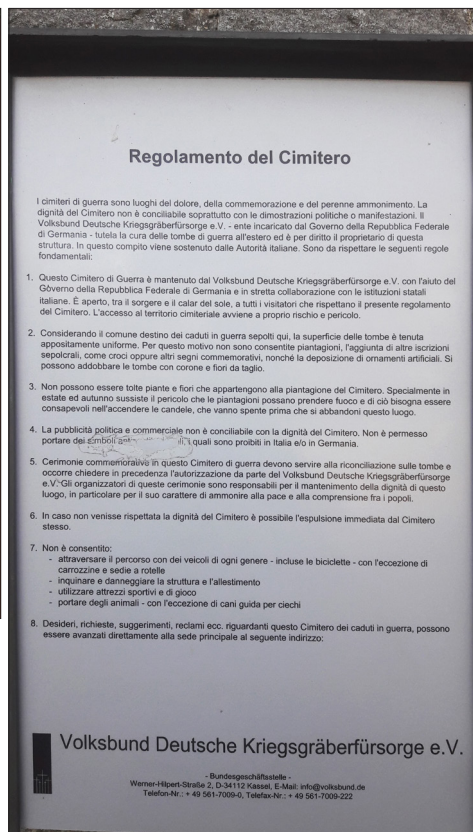 Regolamento del Cimitero
I cimiteri di guerra sono luoghi del dolore, della commemorazione e del perenne ammonimento. La
dignità del Cimitero non è conciliabile soprattutto con le dimostrazioni politiche o manifestazioni. Il
Volksbund Deutsche Kriegsgräberfürsorge e.V. - ente incaricato dal Governo della Repubblica Federale
di Germania - tutela la cura delle tombe di guerra all'estero ed è per diritto il proprietario di questa
struttura. In questo compito viene sostenuto dalle Autorità italiane. Sono da rispettare le seguenti regole
fondamentali:
1. Questo Cimitero di Guerra è mantenuto dal Volksbund Deutsche Kriegsgräberfürsorge e.V. con l'aiuto del
Governo della Repubblica Federale di Germania e in stretta collaborazione con le istituzioni statali
italiane. È aperto, tra il sorgere e il calar del sole, a tutti i visitatori che rispettano il presente regolamento
del Cimitero. L'accesso al territorio cimiteriale avviene a proprio rischio e pericolo.
2. Considerando il comune destino dei caduti in guerra sepolti qui, la superficie delle tombe è tenuta
appositamente uniforme. Per questo motivo non sono consentite piantagioni, l'aggiunta di altre iscrizioni
sepolcrali, come croci oppure altri segni commemorativi, nonché la deposizione di ornamenti artificiali. Si
possono addobbare le tombe con corone e fiori da taglio.
3. Non possono essere tolte piante e fiori che appartengono alla piantagione del Cimitero. Specialmente in
estate ed autunno sussiste il pericolo che le piantagioni possano prendere fuoco e di ciò bisogna essere
consapevoli nell'accendere le candele, che vanno spente prima che si abbandoni questo luogo.
4. La pubblicità politica e commerciale non è conciliabile con la dignità del Cimitero. Non è permesso
portare dei simboli i quali sono proibiti in Italia e/o in Germania.
5. Cerimonie commemorative in questo Cimitero di guerra devono servire alla riconciliazione sulle tombe e
occorre chiedere in precedenza l'autorizzazione da parte del Volksbund Deutsche Kriegsgräberfürsorge
e.V. Gli organizzatori di queste cerimonie sono responsabili per il mantenimento della dignità di questo
luogo, in particolare per il suo carattere di ammonire alla pace e alla comprensione fra i popoli.
6. In caso non venisse rispettata la dignità del Cimitero è possibile l'espulsione immediata dal Cimitero
stesso.
7. Non è consentito:
- attraversare il percorso con dei veicoli di ogni genere - incluse le biciclette - con l'eccezione di
carrozzine e sedie a rotelle
- inquinare e danneggiare la struttura e l'allestimento
- utilizzare attrezzi sportivi e di gioco
- portare degli animali - con l'eccezione di cani guida per ciechi
8. Desideri, richieste, suggerimenti, reclami ecc. riguardanti questo Cimitero dei caduti in guerra, possono
essere avanzati direttamente alla sede principale al seguente indirizzo:
Volksbund Deutsche Kriegsgräberfürsorge e.V.
- Bundesgeschäftsstelle -
Werner-Hilpert-Straße 2, D-34112 Kassel, E-Mail: info@volksbund.de
Telefon-Nr.: + 49 561-7009-0, Telefax-Nr.: + 49 561-7009-222